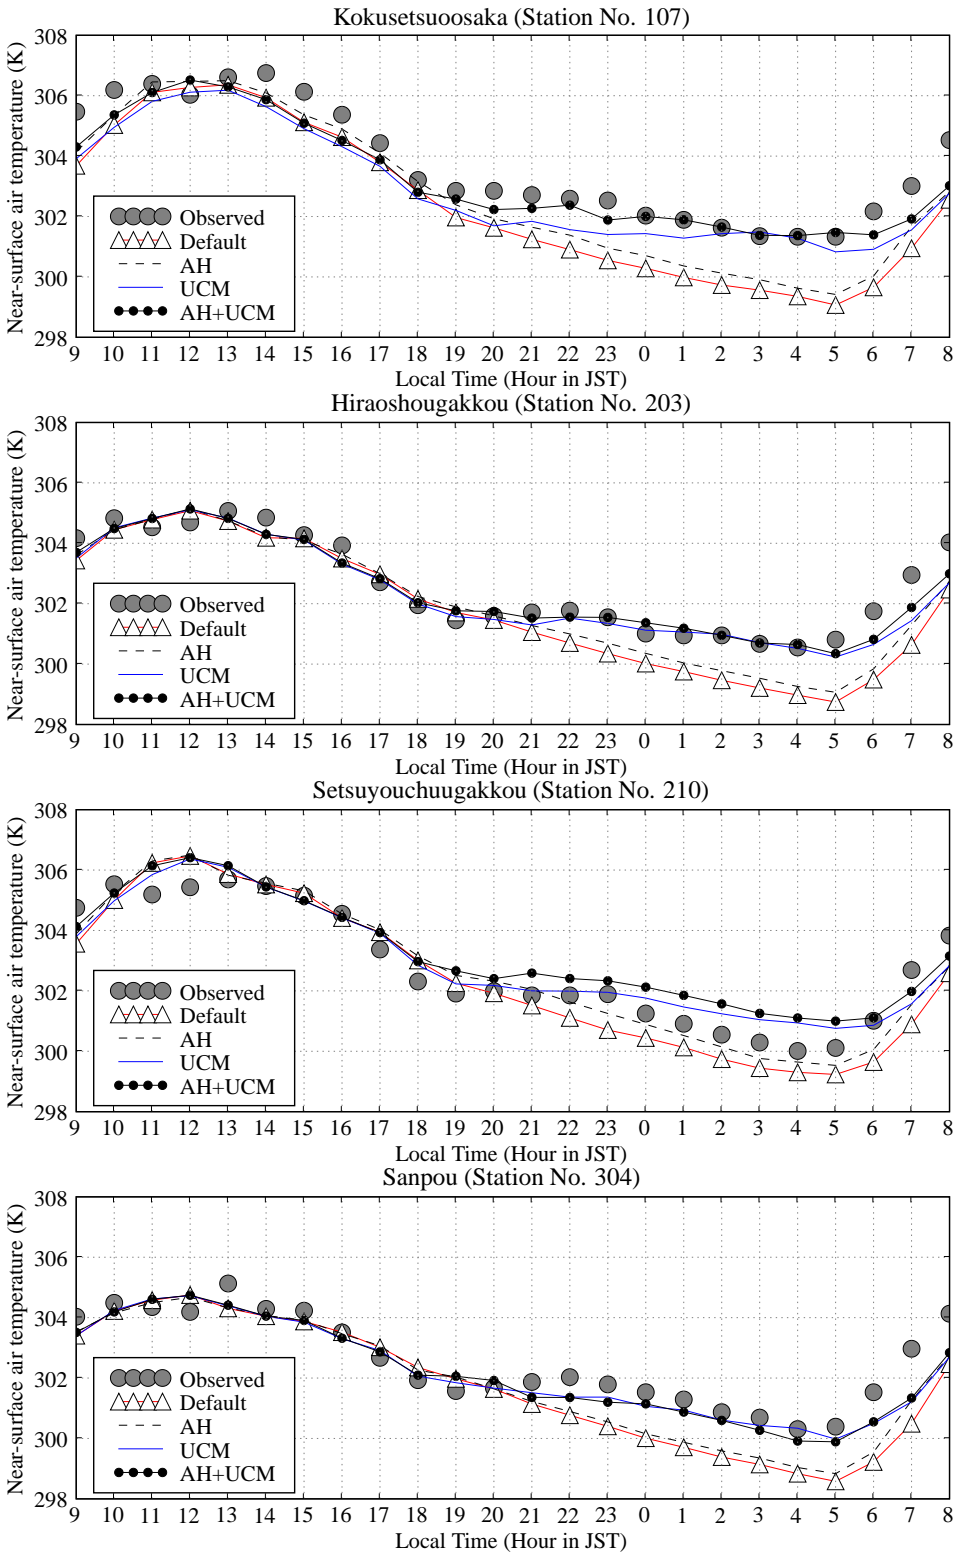 Kokusetsuoosaka (Station No. 107)
Near-surface air temperature (K)
308
306
304
302
300
298
Observed
Default
AH
UCM
AH+UCM
9 10 11 12 13 14 15 16 17 18 19 20 21 22 23 0 1 2 3 4 5 6 7 8
Local Time (Hour in JST)
Hiraoshougakkou (Station No. 203)
Near-surface air temperature (K)
308
306
304
302
300
298
Observed
Default
AH
UCM
AH+UCM
9 10 11 12 13 14 15 16 17 18 19 20 21 22 23 0 1 2 3 4 5 6 7 8
Local Time (Hour in JST)
Setsuyouchuugakkou (Station No. 210)
Near-surface air temperature (K)
308
306
304
302
300
298
Observed
Default
AH
UCM
AH+UCM
9 10 11 12 13 14 15 16 17 18 19 20 21 22 23 0 1 2 3 4 5 6 7 8
Local Time (Hour in JST)
Sanpou (Station No. 304)
Near-surface air temperature (K)
308
306
304
302
300
298
Observed
Default
AH
UCM
AH+UCM
9 10 11 12 13 14 15 16 17 18 19 20 21 22 23 0 1 2 3 4 5 6 7 8
Local Time (Hour in JST)